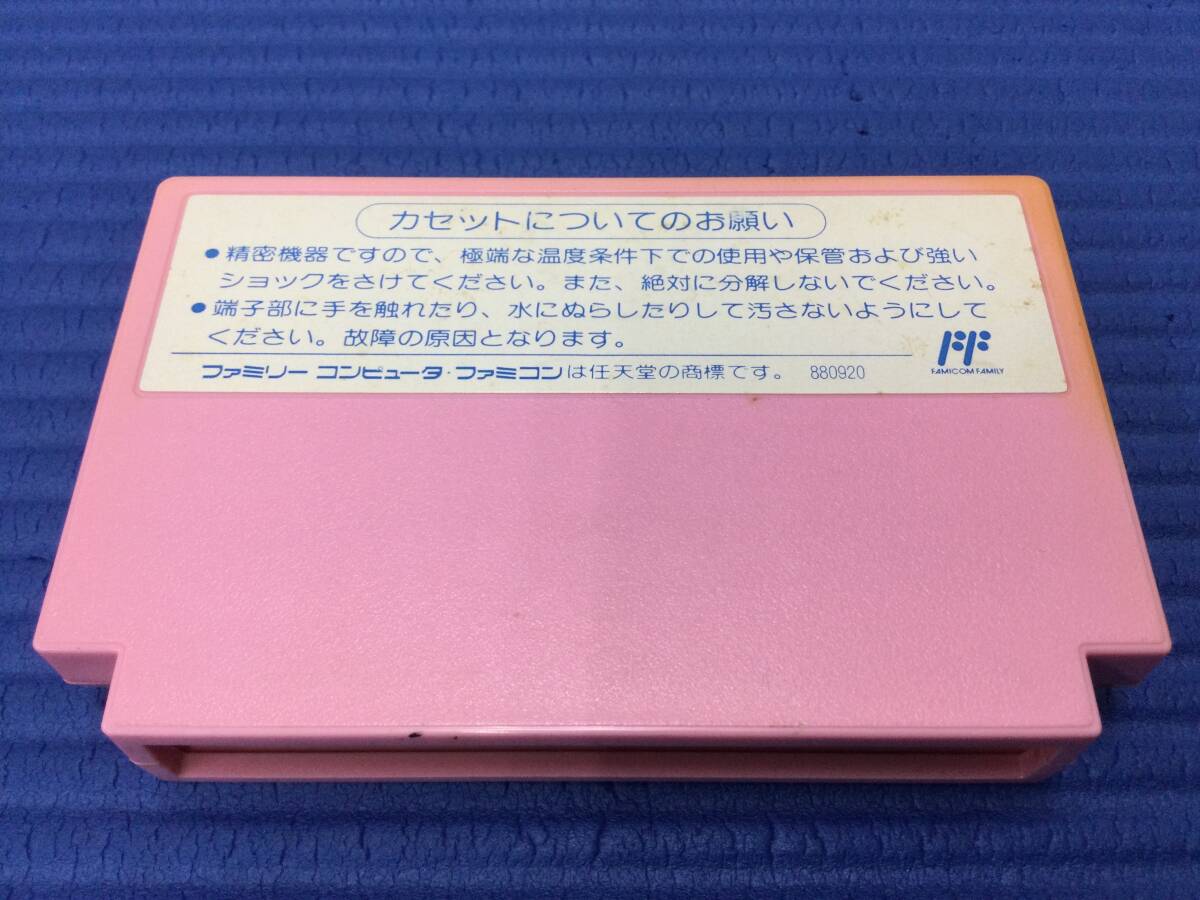 カセットについてのお願い
●精密機器ですので、極端な温度条件下での使用や保管および強い
ショックをさけてください。また、絶対に分解しないでください。
●端子部に手を触れたり、水にぬらしたりして汚さないようにして
ください。故障の原因となります。
FF
FAMICOM FAMILY
ファミリー コンピュータ・ファミコンは任天堂の商標です。 880920